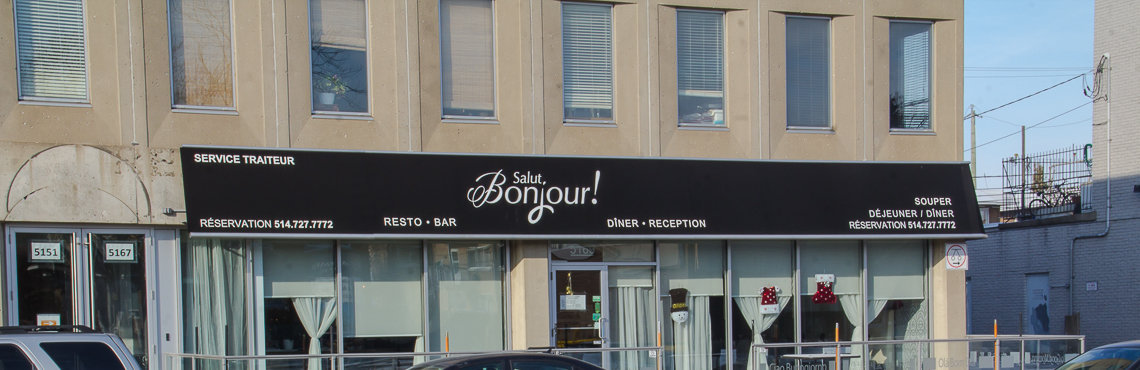 SERVICE TRAITEUR
Salut,
Bonjour!
SOUPER
DÉJEUNER / DÎNER
RÉSERVATION 514.727.7772
RESTO • BAR
DÎNER • RECEPTION
RÉSERVATION 514.727.7772
5151
5167